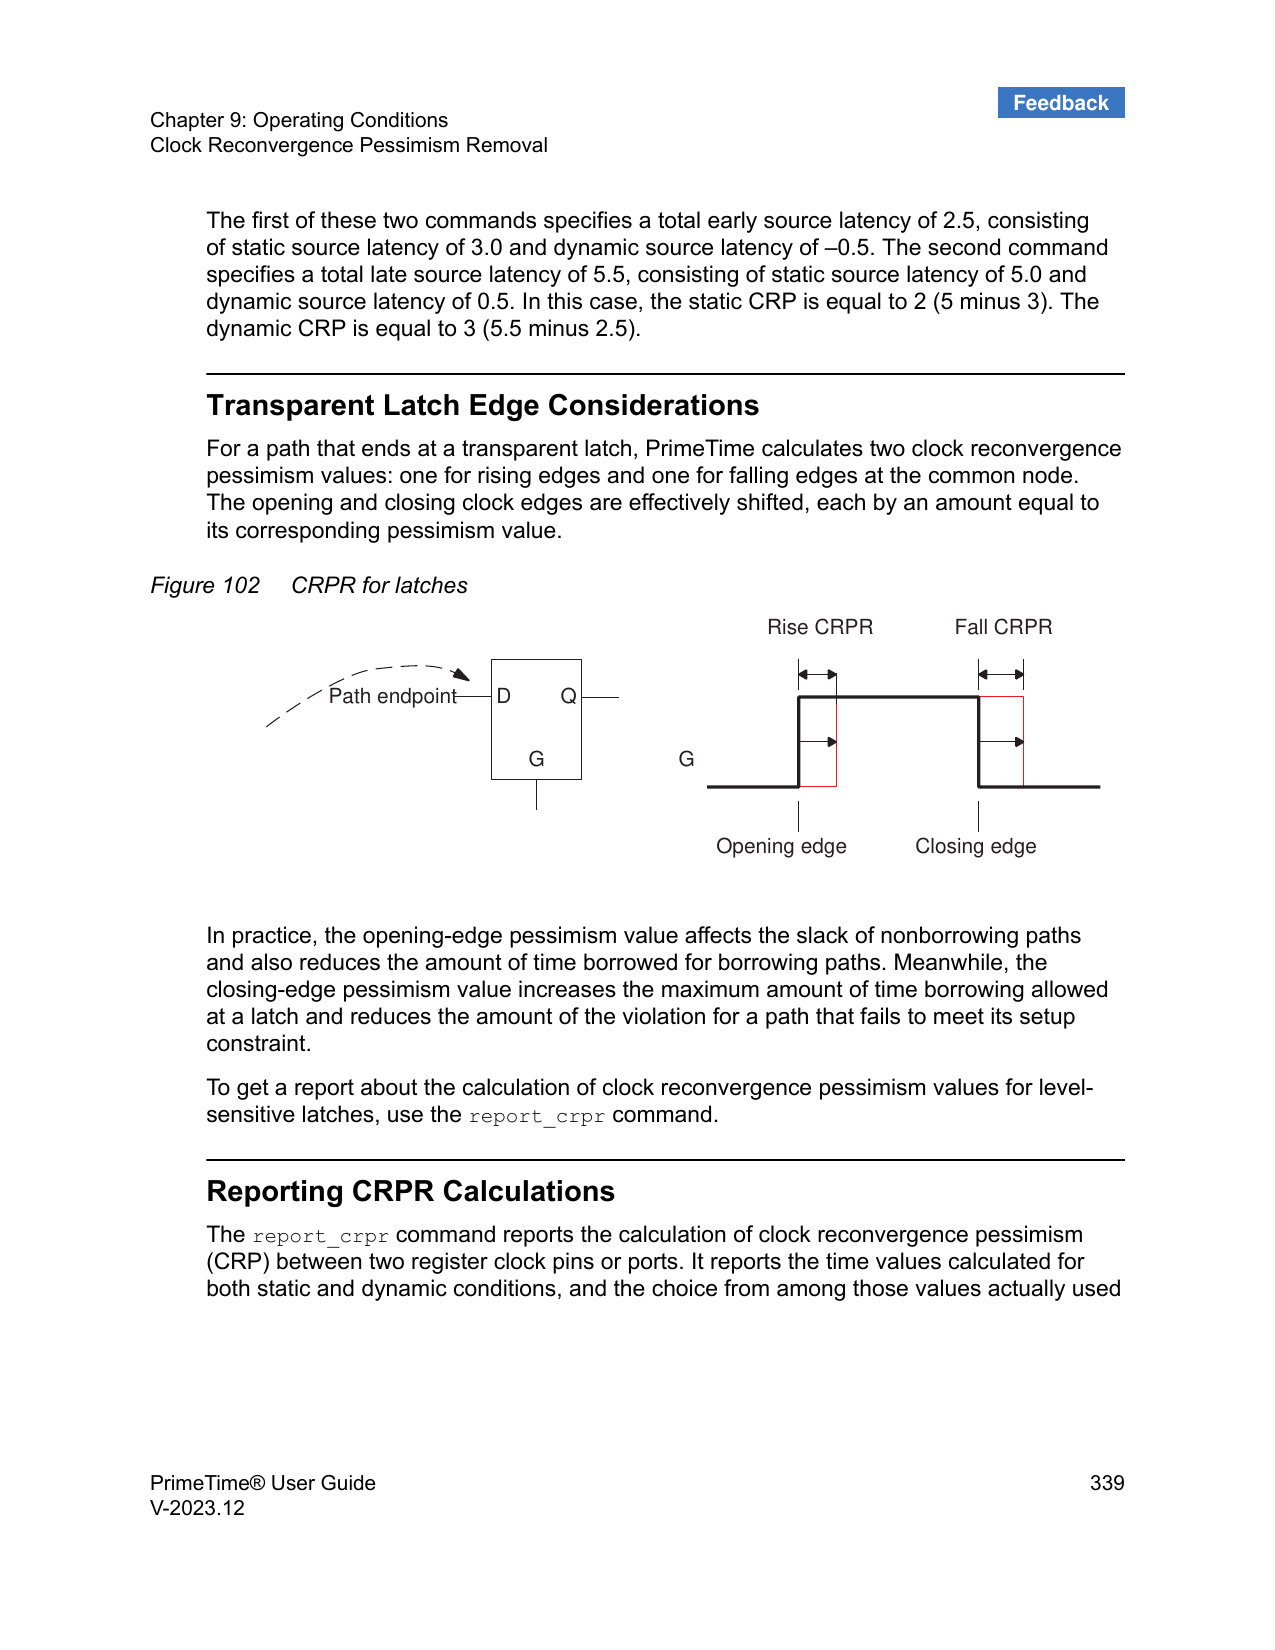 Feedback
Chapter 9: Operating Conditions
Clock Reconvergence Pessimism Removal
The first of these two commands specifies a total early source latency of 2.5, consisting
of static source latency of 3.0 and dynamic source latency of –0.5. The second command
specifies a total late source latency of 5.5, consisting of static source latency of 5.0 and
dynamic source latency of 0.5. In this case, the static CRP is equal to 2 (5 minus 3). The
dynamic CRP is equal to 3 (5.5 minus 2.5).
Transparent Latch Edge Considerations
For a path that ends at a transparent latch, PrimeTime calculates two clock reconvergence
pessimism values: one for rising edges and one for falling edges at the common node.
The opening and closing clock edges are effectively shifted, each by an amount equal to
its corresponding pessimism value.
Figure 102 CRPR for latches
Rise CRPR Fall CRPR
Path endpoint D Q
G G
Opening edge Closing edge
In practice, the opening-edge pessimism value affects the slack of nonborrowing paths
and also reduces the amount of time borrowed for borrowing paths. Meanwhile, the
closing-edge pessimism value increases the maximum amount of time borrowing allowed
at a latch and reduces the amount of the violation for a path that fails to meet its setup
constraint.
To get a report about the calculation of clock reconvergence pessimism values for level-
sensitive latches, use the report_crpr command.
Reporting CRPR Calculations
The report_crpr command reports the calculation of clock reconvergence pessimism
(CRP) between two register clock pins or ports. It reports the time values calculated for
both static and dynamic conditions, and the choice from among those values actually used
PrimeTime® User Guide 339
V-2023.12